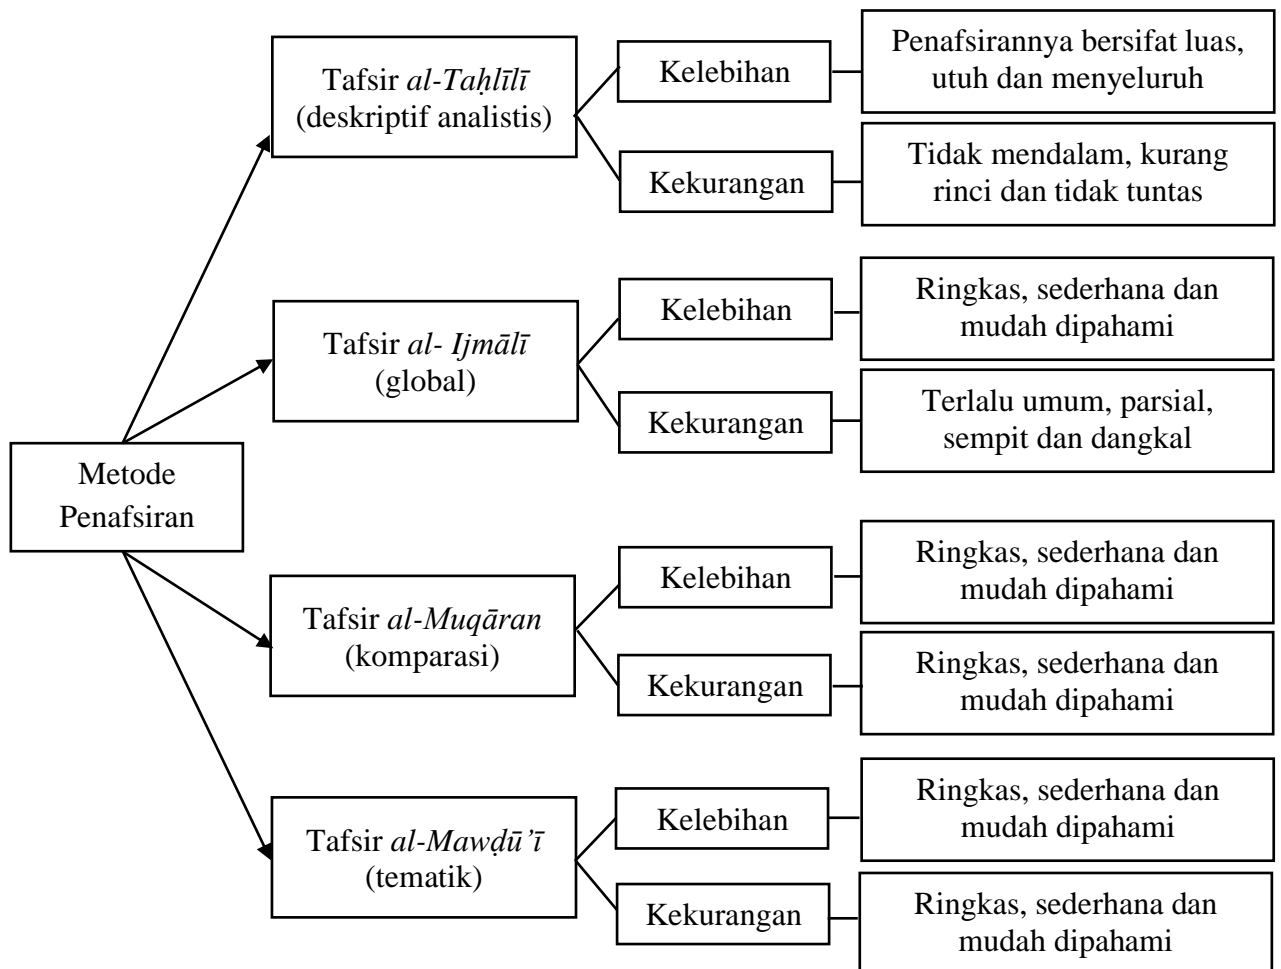 Metode
Penafsiran
Tafsir al-Taḥlīlī
(deskriptif analistis)
Kelebihan
Penafsirannya bersifat luas,
utuh dan menyeluruh
Kekurangan
Tidak mendalam, kurang
rinci dan tidak tuntas
Tafsir al- Ijmālī
(global)
Kelebihan
Ringkas, sederhana dan
mudah dipahami
Kekurangan
Terlalu umum, parsial,
sempit dan dangkal
Tafsir al-Muqāran
(komparasi)
Kelebihan
Ringkas, sederhana dan
mudah dipahami
Kekurangan
Ringkas, sederhana dan
mudah dipahami
Tafsir al-Mawḍū’ī
(tematik)
Kelebihan
Ringkas, sederhana dan
mudah dipahami
Kekurangan
Ringkas, sederhana dan
mudah dipahami